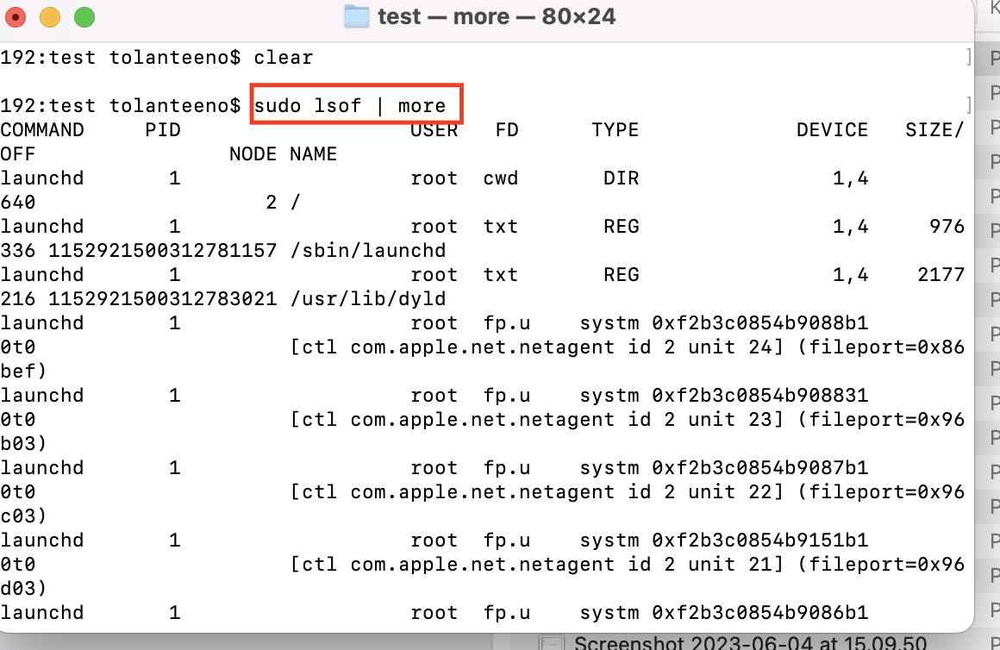 test — more — 80×24
192:test tolanteeno$ clear ]
192:test tolanteeno$ sudo lsof | more ]
COMMAND     PID                   USER   FD      TYPE             DEVICE   SIZE/
OFF                NODE NAME
launchd       1                   root  cwd       DIR                1,4
640                   2 /
launchd       1                   root  txt       REG                1,4     976
336 1152921500312781157 /sbin/launchd
launchd       1                   root  txt       REG                1,4    2177
216 1152921500312783021 /usr/lib/dyld
launchd       1                   root  fp.u    systm 0xf2b3c0854b9088b1
0t0                     [ctl com.apple.net.netagent id 2 unit 24] (fileport=0x86
bef)
launchd       1                   root  fp.u    systm 0xf2b3c0854b908831
0t0                     [ctl com.apple.net.netagent id 2 unit 23] (fileport=0x96
b03)
launchd       1                   root  fp.u    systm 0xf2b3c0854b9087b1
0t0                     [ctl com.apple.net.netagent id 2 unit 22] (fileport=0x96
c03)
launchd       1                   root  fp.u    systm 0xf2b3c0854b9151b1
0t0                     [ctl com.apple.net.netagent id 2 unit 21] (fileport=0x96
d03)
launchd       1                   root  fp.u    systm 0xf2b3c0854b9086b1
Screenshot 2023-06-04 at 15.09.50